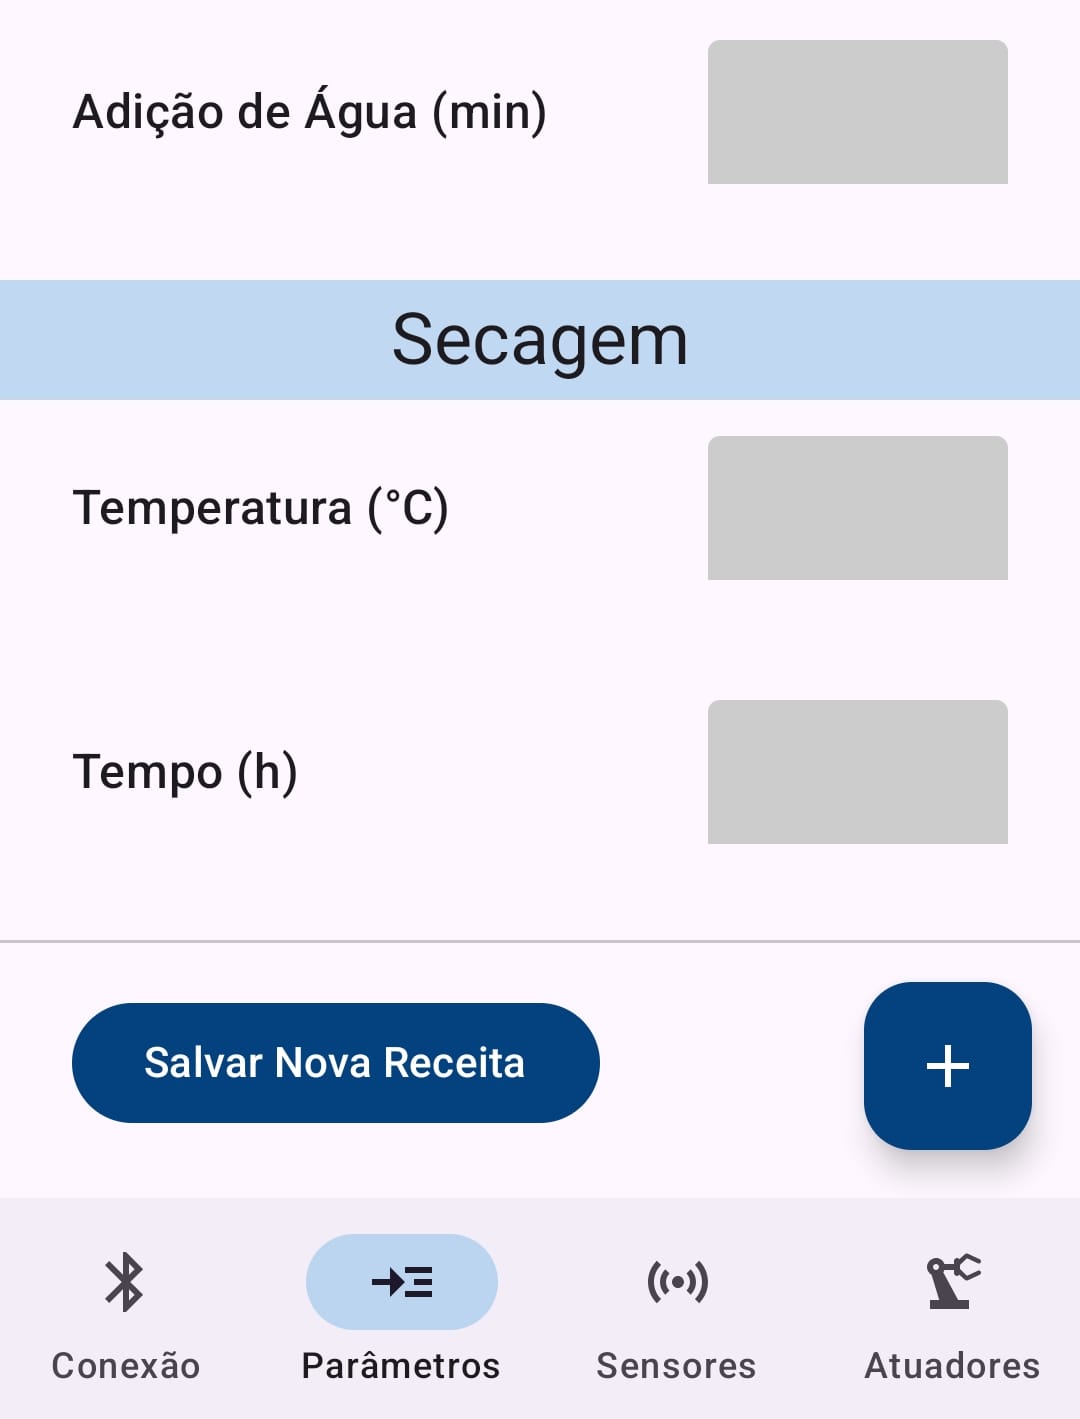 Adição de Água (min)
Secagem
Temperatura (°C)
Tempo (h)
Salvar Nova Receita
Conexão
Parâmetros
Sensores
Atuadores